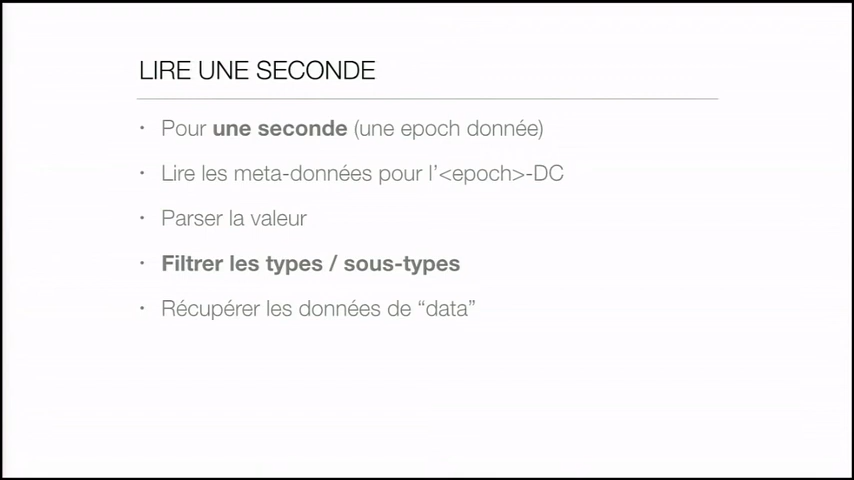 LIRE UNE SECONDE
• Pour une seconde (une epoch donnée)
• Lire les meta-données pour l’<epoch>-DC
• Parser la valeur
• Filtrer les types / sous-types
• Récupérer les données de “data”